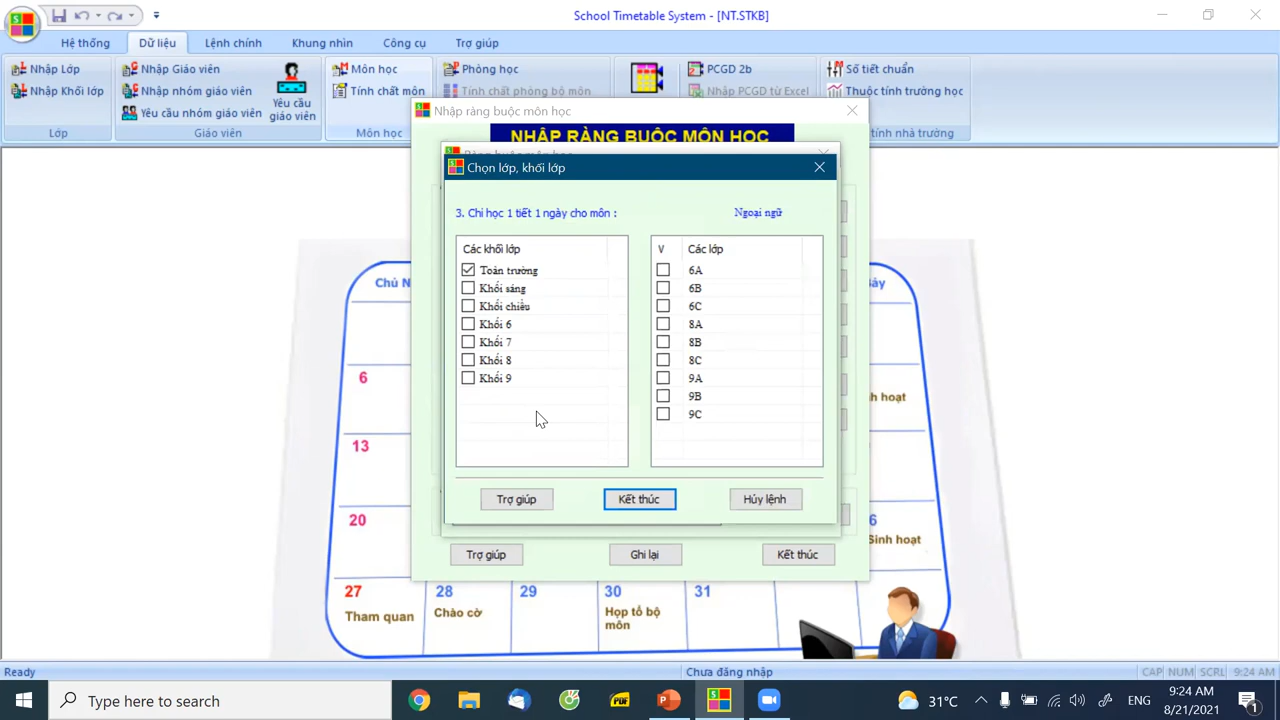 School Timetable System - [NT.STKB]
Hệ thống
Dữ liệu
Lệnh chính
Khung nhìn
Công cụ
Trợ giúp
Nhập Lớp
Nhập Khối lớp
Lớp
Nhập Giáo viên
Nhập nhóm giáo viên
Yêu cầu nhóm giáo viên
Yêu cầu
giáo viên
Giáo viên
Môn học
Tính chất môn
Môn học
Phòng học
Tính chất phòng bộ môn
PCGD 2b
Nhập PCGD từ Excel
Số tiết chuẩn
Thuộc tính trường học
tính nhà trường
Nhập ràng buộc môn học
NHẬP RÀNG BUỘC MÔN HỌC
Chọn lớp, khối lớp
3. Chỉ học 1 tiết 1 ngày cho môn :
Ngoại ngữ
Các khối lớp
Toàn trường
Khối sáng
Khối chiều
Khối 6
Khối 7
Khối 8
Khối 9
V
Các lớp
6A
6B
6C
8A
8B
8C
9A
9B
9C
Trợ giúp
Kết thúc
Hủy lệnh
Trợ giúp
Ghi lại
Kết thúc
Chủ N
ảy
6
13
20
h hoạt
6
Sinh hoạt
27
Tham quan
28
Chào cờ
29
30
Họp tổ bộ
môn
31
Ready
Chưa đăng nhập
CAP
NUM
SCRL
9:24 AM
Type here to search
PDF
31°C
ENG
9:24 AM
8/21/2021
1